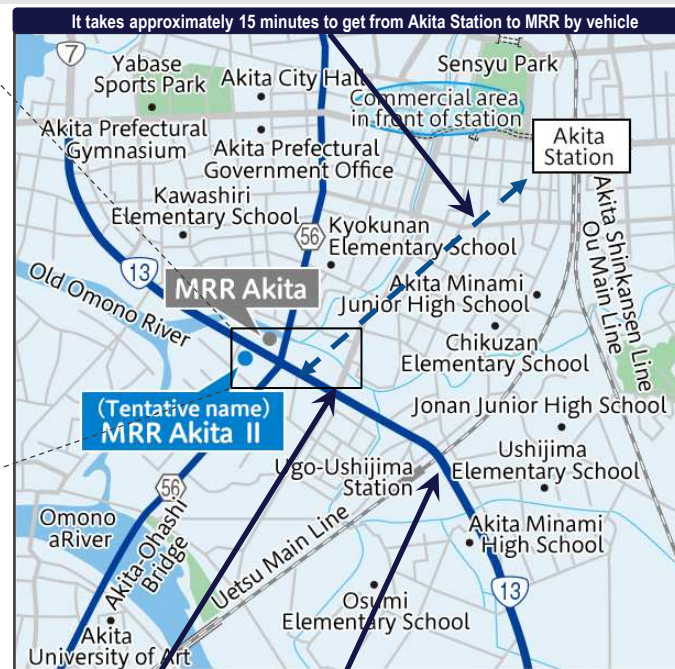 It takes approximately 15 minutes to get from Akita Station to MRR by vehicle
7
Yabase
Sports Park
Akita City Hall
Sensyu Park
Commercial area
in front of station
Akita Prefectural
Gymnasium
Akita Prefectural
Government Office
Akita
Station
Kawashiri
Elementary School
56
Kyokunan
Elementary School
Akita Shinkansen Line
Ou Main Line
13
Old Omono River
MRR Akita
Akita Minami
Junior High School
Chikuzan
Elementary School
(Tentative name)
MRR Akita II
Jonan Junior High School
Ugo-Ushijima
Station
Ushijima
Elementary School
56
Omono
aRiver
Akita-Ohashi
Bridge
Uetsu Main Line
Akita Minami
High School
13
Osumi
Elementary School
Akita
University of Art